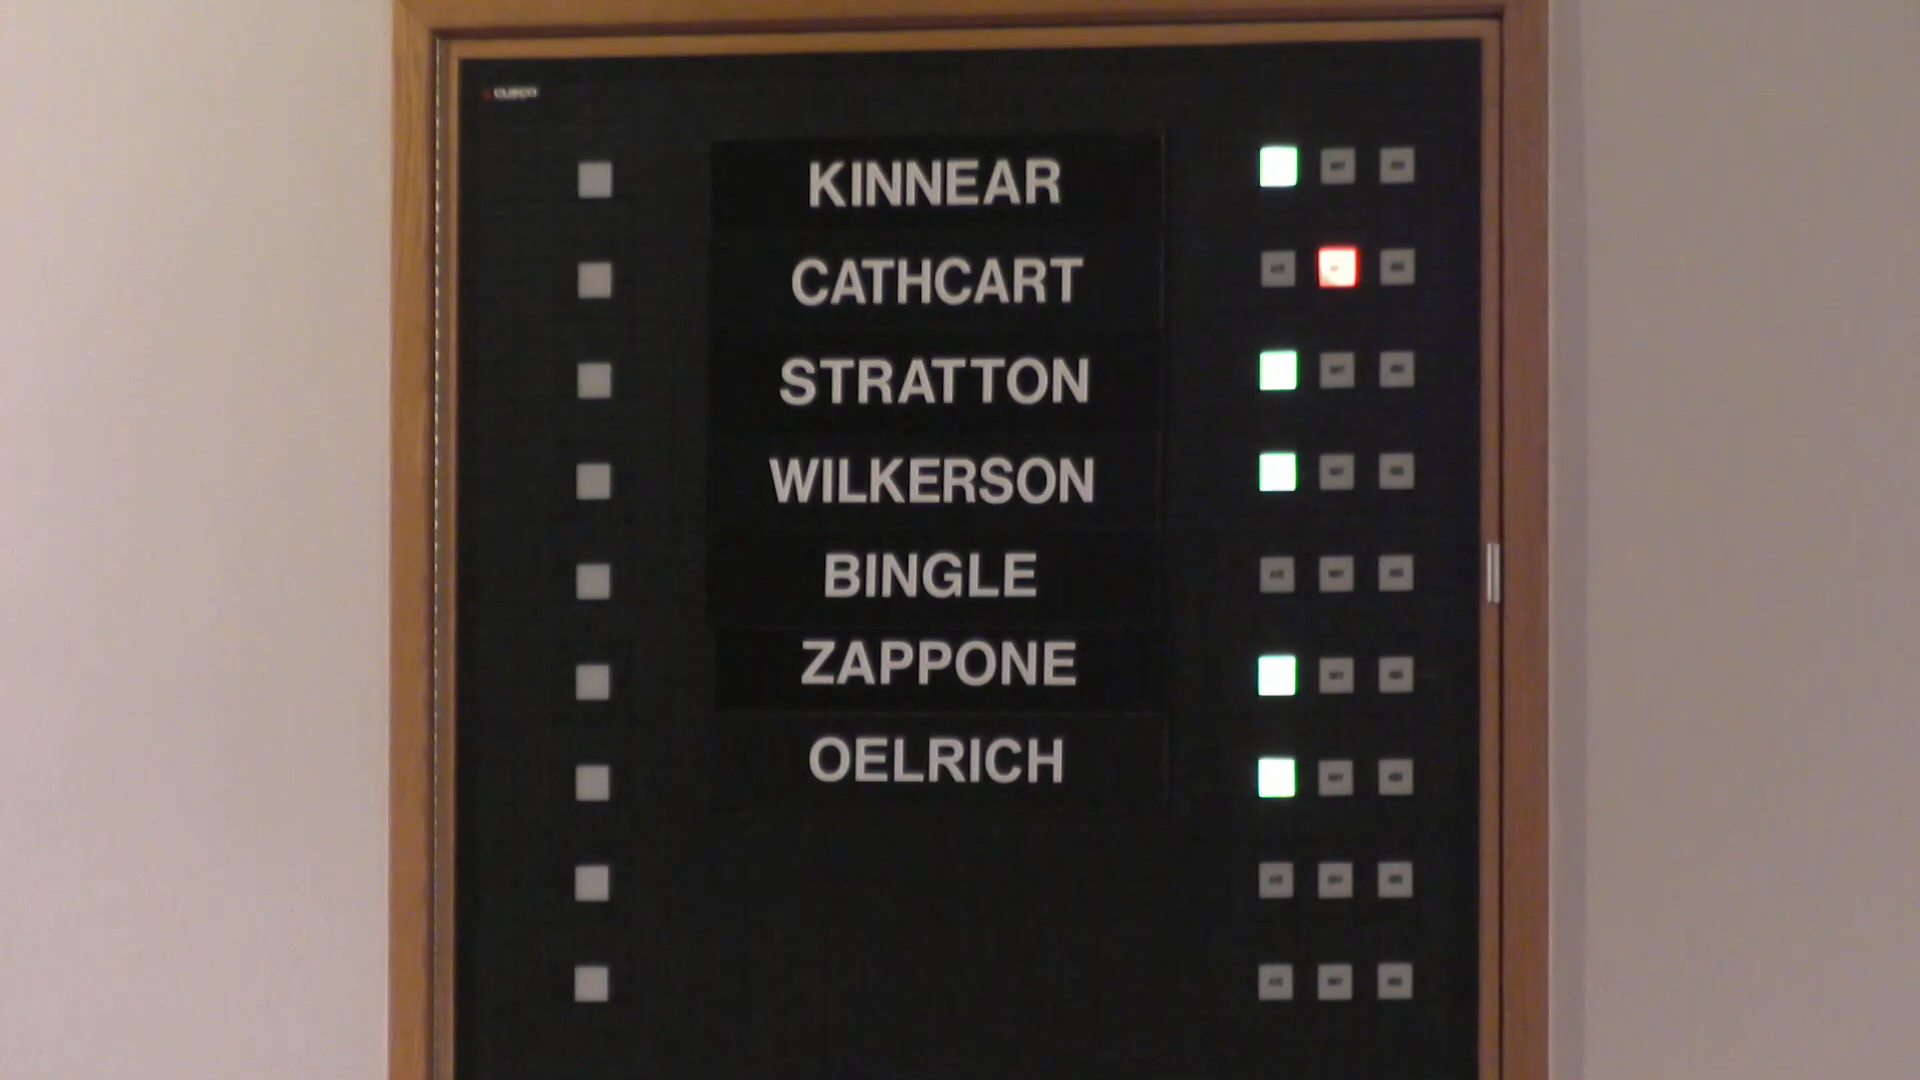 KINNEAR
CATHCART
STRATTON
WILKERSON
BINGLE
ZAPPONE
OELRICH